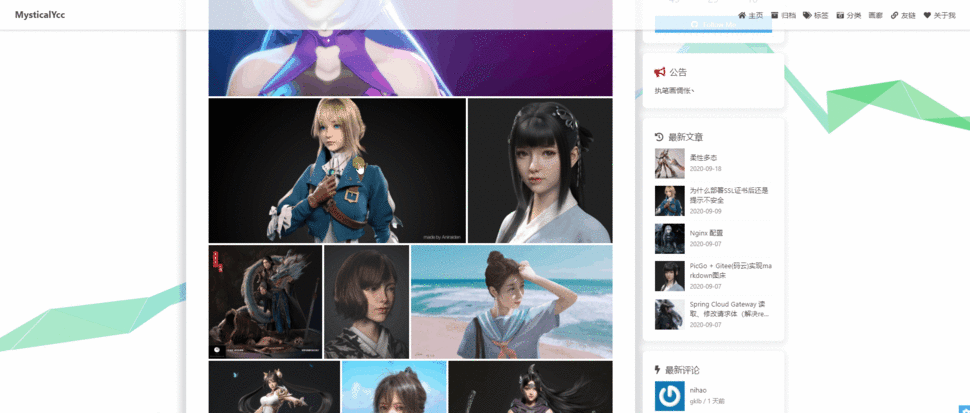 MysticalYcc
主页 归档 标签 分类 画廊 友链 关于我
Follow Me
公告
执笔画情怅~
made by Anmaiden
最新文章
柔性多态
2020-09-18
为什么部署SSL证书后还是
提示不安全
2020-09-09
Nginx 配置
2020-09-07
PicGo + Gitee(码云)实现ma
rkdown图床
2020-09-07
Spring Cloud Gateway 读
取、修改请求体（解决re...
2020-09-07
最新评论
nihao
gklb / 1 天前